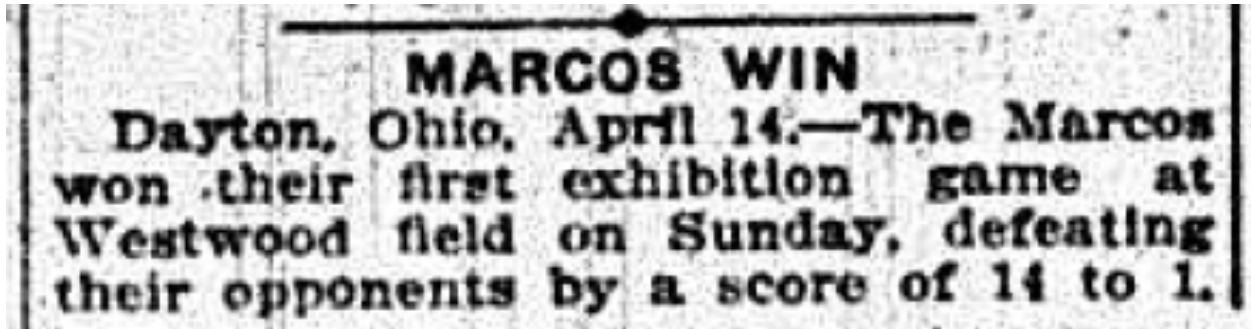 MARCOS WIN
Dayton, Ohio, April 14.—The Marcos
won their first exhibition game at
Westwood field on Sunday, defeating
their opponents by a score of 14 to 1.